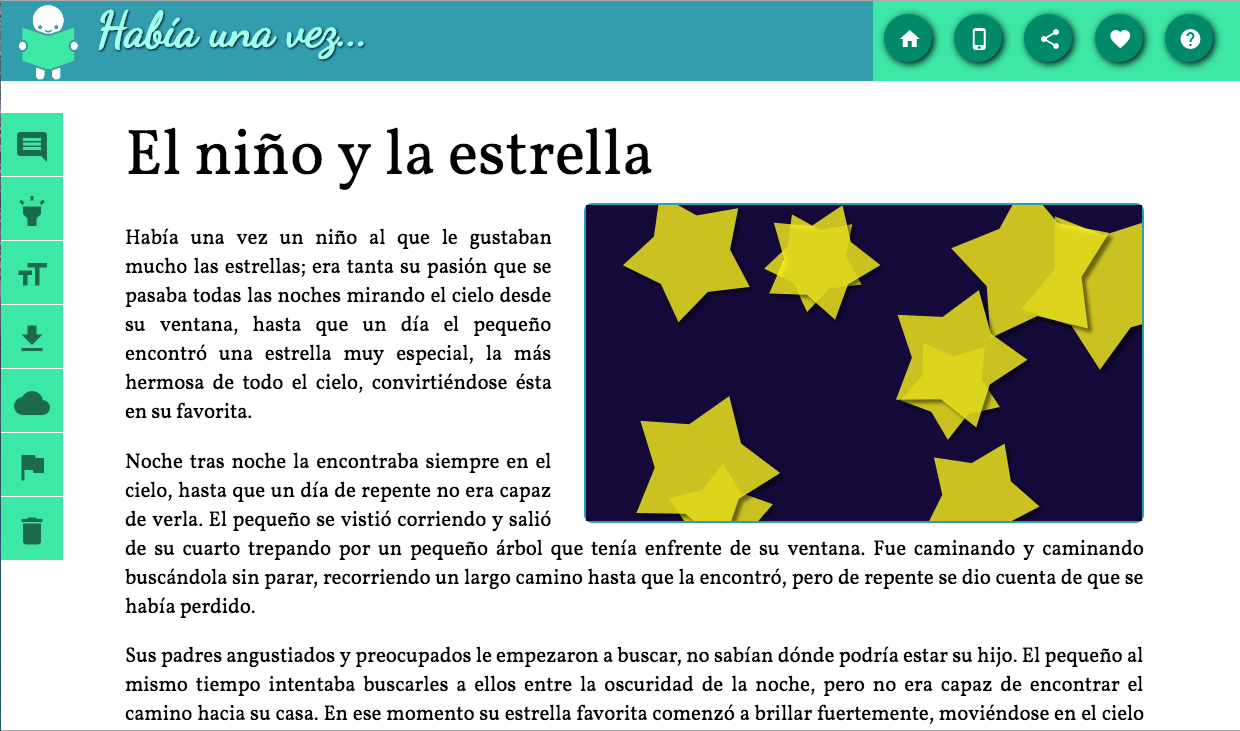 Había una vez...
El niño y la estrella
Había una vez un niño al que le gustaban
mucho las estrellas; era tanta su pasión que se
pasaba todas las noches mirando el cielo desde
su ventana, hasta que un día el pequeño
encontró una estrella muy especial, la más
hermosa de todo el cielo, convirtiéndose ésta
en su favorita.
Noche tras noche la encontraba siempre en el
cielo, hasta que un día de repente no era capaz
de verla. El pequeño se vistió corriendo y salió
de su cuarto trepando por un pequeño árbol que tenía enfrente de su ventana. Fue caminando y caminando
buscándola sin parar, recorriendo un largo camino hasta que la encontró, pero de repente se dio cuenta de que se
había perdido.
Sus padres angustiados y preocupados le empezaron a buscar, no sabían dónde podría estar su hijo. El pequeño al
mismo tiempo intentaba buscarles a ellos entre la oscuridad de la noche, pero no era capaz de encontrar el
camino hacia su casa. En ese momento su estrella favorita comenzó a brillar fuertemente, moviéndose en el cielo